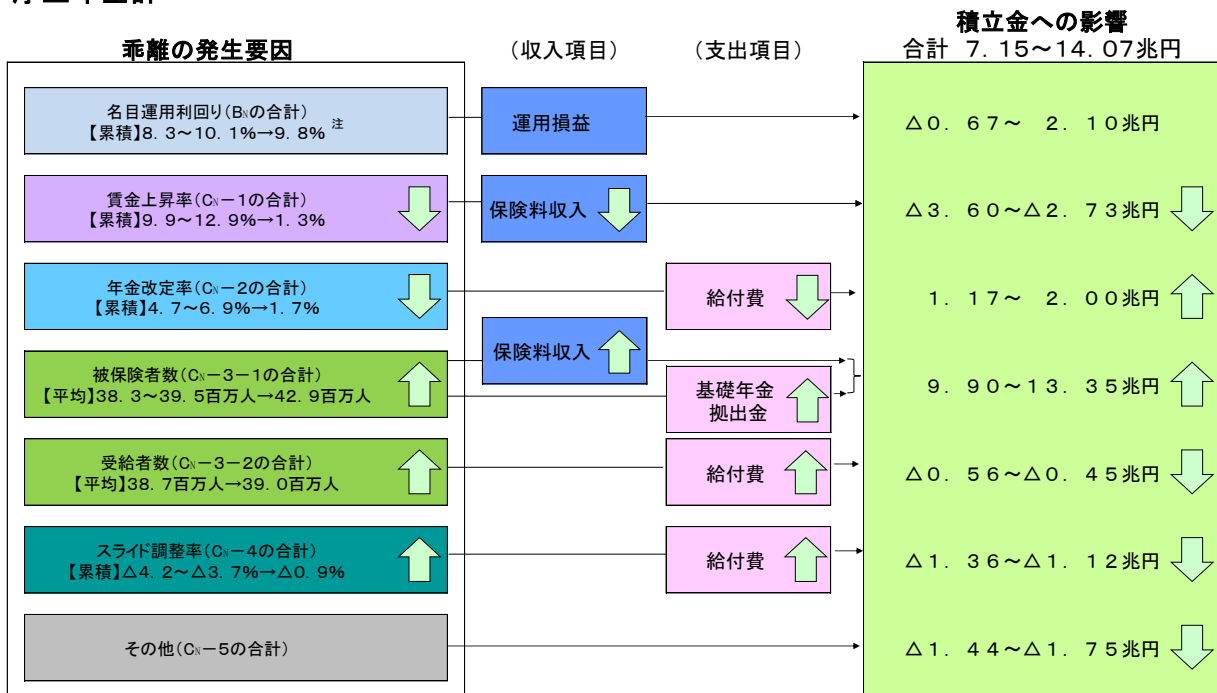 積立金への影響
乖離の発生要因
(収入項目)
(支出項目)
合計 7.15~14.07兆円
名目運用利回り(BNの合計)
【累積】8.3~10.1%→9.8% 注
運用損益
△0.67~ 2.10兆円
賃金上昇率(CN-1の合計)
【累積】9.9~12.9%→1.3%
保険料収入
△3.60~△2.73兆円
年金改定率(CN-2の合計)
【累積】4.7~6.9%→1.7%
給付費
1.17~ 2.00兆円
保険料収入
被保険者数(CN-3-1の合計)
【平均】38.3~39.5百万人→42.9百万人
基礎年金
拠出金
9.90~13.35兆円
受給者数(CN-3-2の合計)
【平均】38.7百万人→39.0百万人
給付費
△0.56~△0.45兆円
スライド調整率(CN-4の合計)
【累積】△4.2~△3.7%→△0.9%
給付費
△1.36~△1.12兆円
その他(CN-5の合計)
△1.44~△1.75兆円